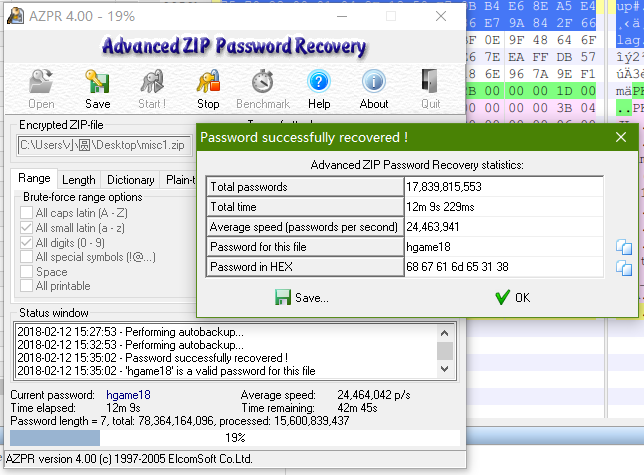 AZPR 4.00 - 19%
Advanced ZIP Password Recovery
Open Save Start ! Stop Benchmark Help About Quit
Encrypted ZIP-file
C:\Users\vJ圆\Desktop\misc1.zip
Range Length Dictionary Plain-t
Brute-force range options
All caps latin (A - Z)
All small latin (a - z)
All digits (0 - 9)
All special symbols (!@...)
Space
All printable
Status window
2018-02-12 15:27:53 - Performing autobackup...
2018-02-12 15:32:53 - Performing autobackup...
2018-02-12 15:35:02 - Password successfully recovered !
2018-02-12 15:35:02 - 'hgame18' is a valid password for this file
Current password: hgame18 Average speed: 24,464,042 p/s
Time elapsed: 12m 9s Time remaining: 42m 45s
Password length = 7, total: 78,364,164,096, processed: 15,600,839,437
19%
AZPR version 4.00 (c) 1997-2005 ElcomSoft Co.Ltd.
Password successfully recovered !
Advanced ZIP Password Recovery statistics:
Total passwords 17,839,815,553
Total time 12m 9s 229ms
Average speed (passwords per second) 24,463,941
Password for this file hgame18
Password in HEX 68 67 61 6d 65 31 38
Save... OK
B4 E6 8E A5 E4
E6 7A 84 2F 66
0E 9F 48 64 6F
7E EA FF DB 57
6E 96 7A 9E F1
00 00 00 1D 00
00 00 00 3B 04